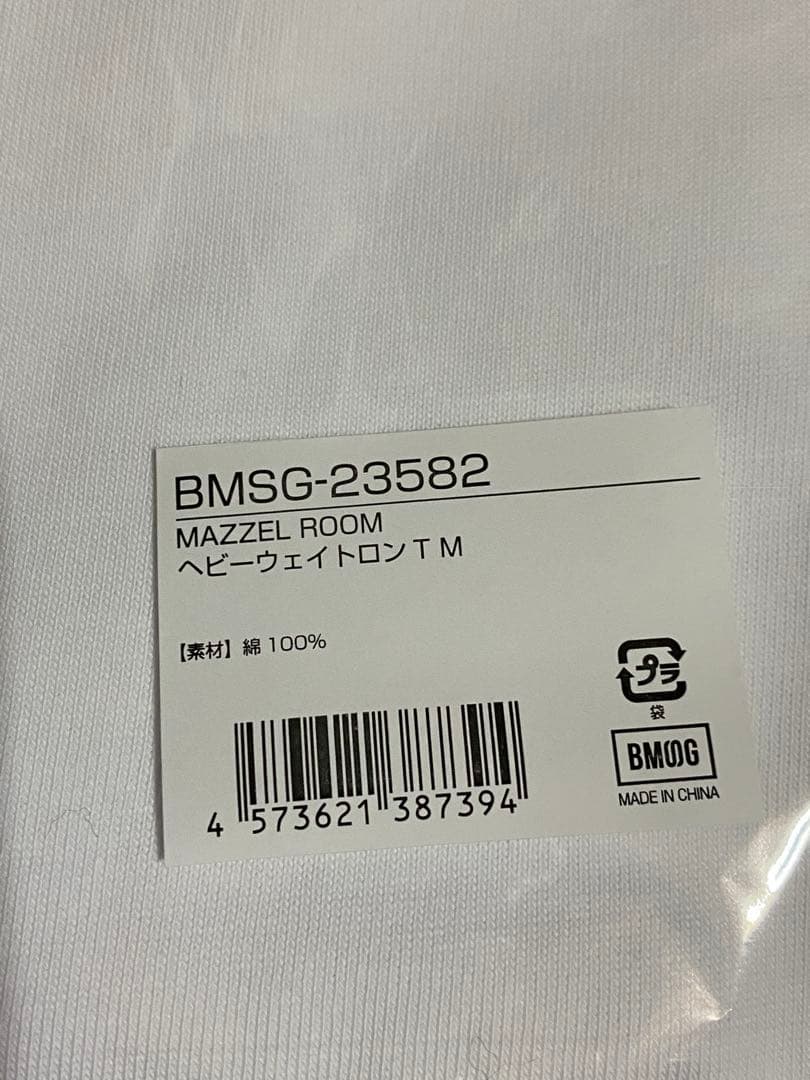 BMSG-23582
MAZZEL ROOM
ヘビーウェイトロンT M
【素材】綿 100%
プラ
袋
BMSG
MADE IN CHINA
4 573621 387394